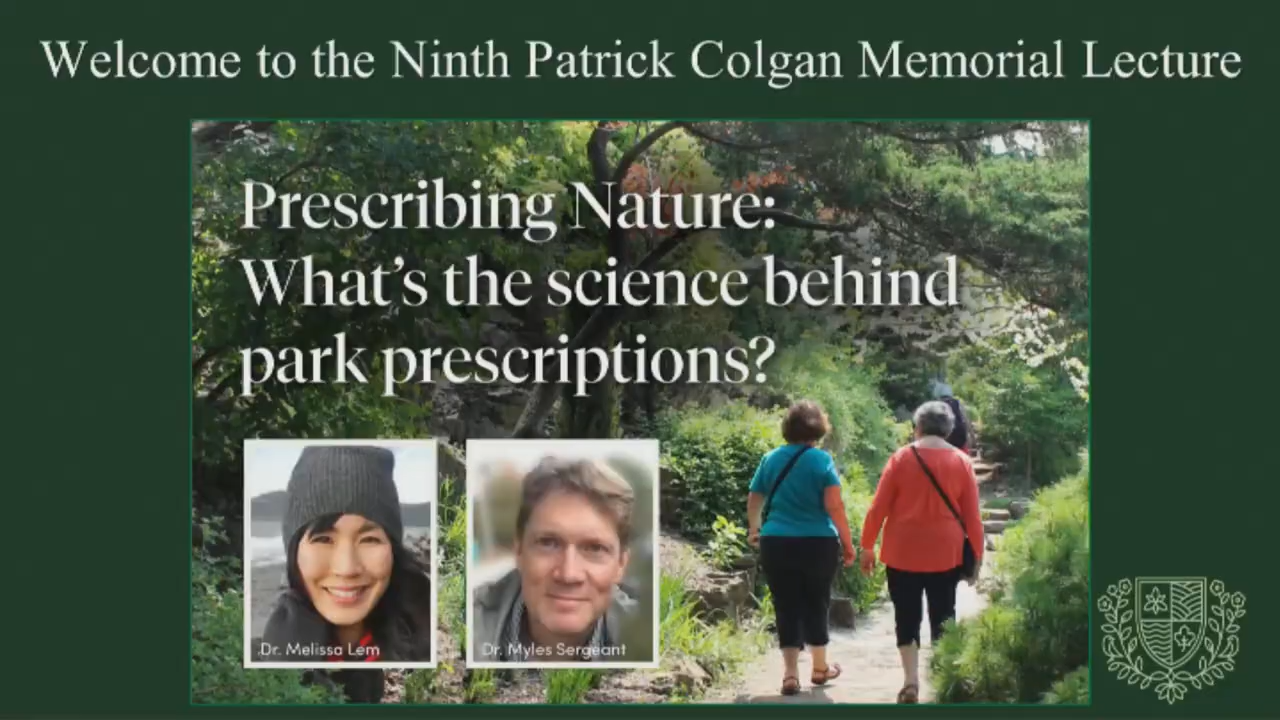 Welcome to the Ninth Patrick Colgan Memorial Lecture
Prescribing Nature:
What's the science behind
park prescriptions?
Dr. Melissa Lem
Dr. Myles Sergeant